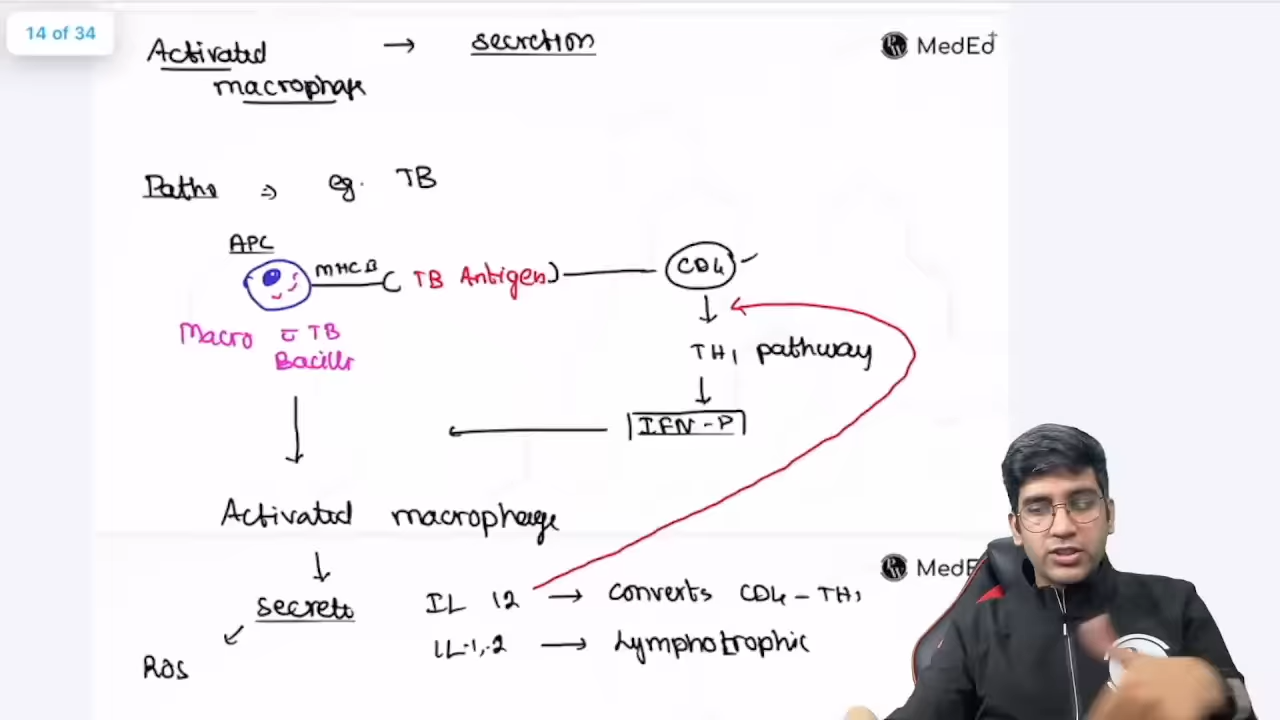 14 of 34
Activated → secretion
macrophage
MedEd
Patho ⇒ eg. TB
APC
MHC II ( TB Antigen) CD4
Macro c̄ TB
Bacilli
TH1 pathway
IFN-γ
Activated macrophage
MedE
secrete
IL 12 → converts CD4 - TH1
IL-1,-2 → Lymphotrophic
ROS